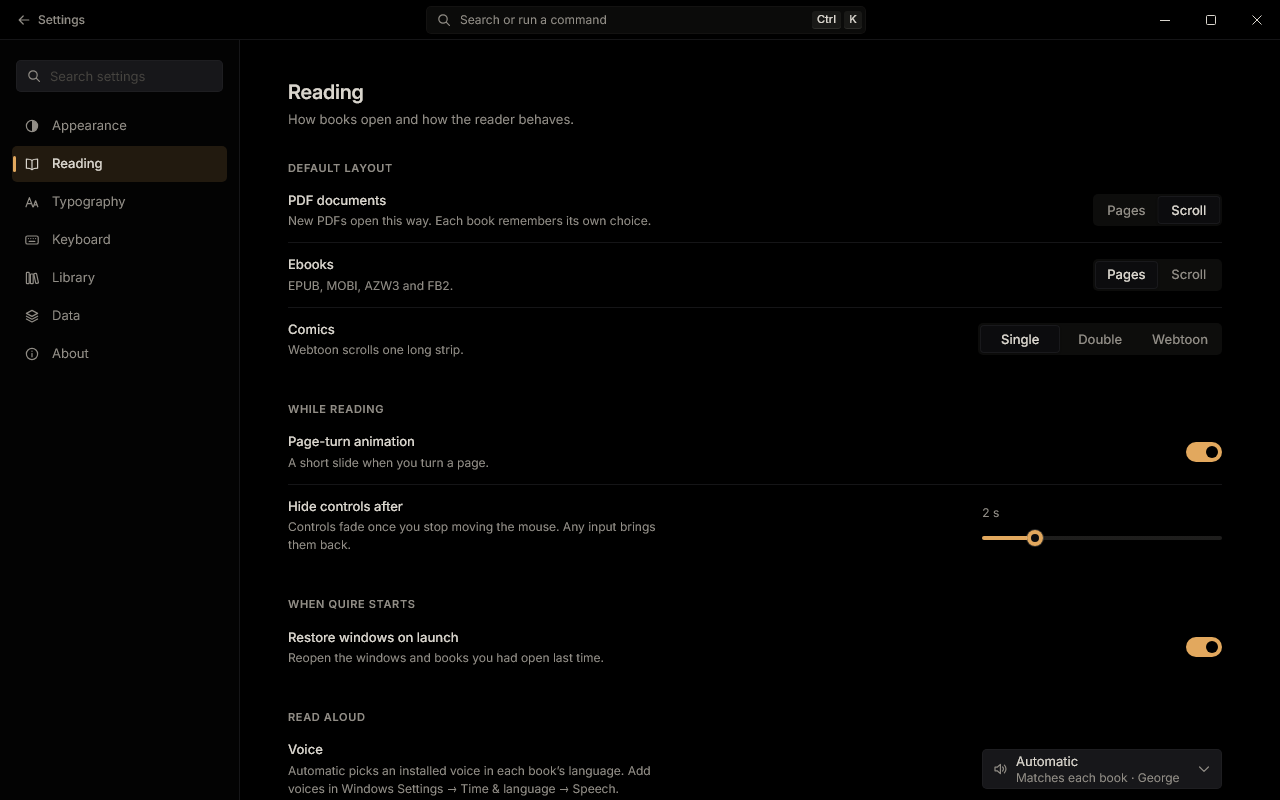 Settings
Search or run a command
Ctrl K
Search settings
Appearance
Reading
Typography
Keyboard
Library
Data
About
Reading
How books open and how the reader behaves.
DEFAULT LAYOUT
PDF documents
New PDFs open this way. Each book remembers its own choice.
Pages Scroll
Ebooks
EPUB, MOBI, AZW3 and FB2.
Pages Scroll
Comics
Webtoon scrolls one long strip.
Single Double Webtoon
WHILE READING
Page-turn animation
A short slide when you turn a page.
Hide controls after
Controls fade once you stop moving the mouse. Any input brings
them back.
2 s
WHEN QUIRE STARTS
Restore windows on launch
Reopen the windows and books you had open last time.
READ ALOUD
Voice
Automatic picks an installed voice in each book’s language. Add
voices in Windows Settings → Time & language → Speech.
Automatic
Matches each book · George